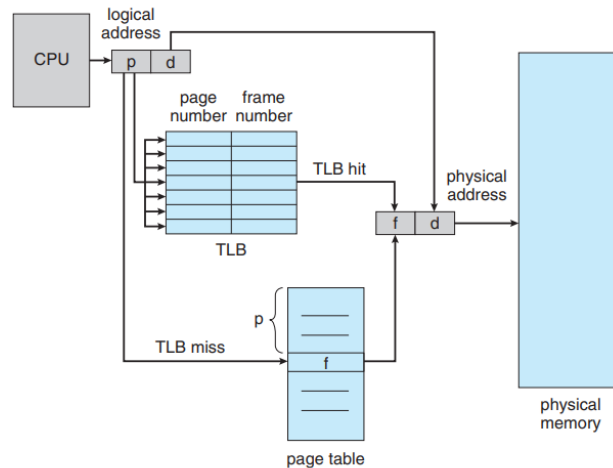 logical
address
CPU
p
d
page
number
frame
number
TLB hit
physical
address
f
d
TLB
p
TLB miss
f
page table
physical
memory